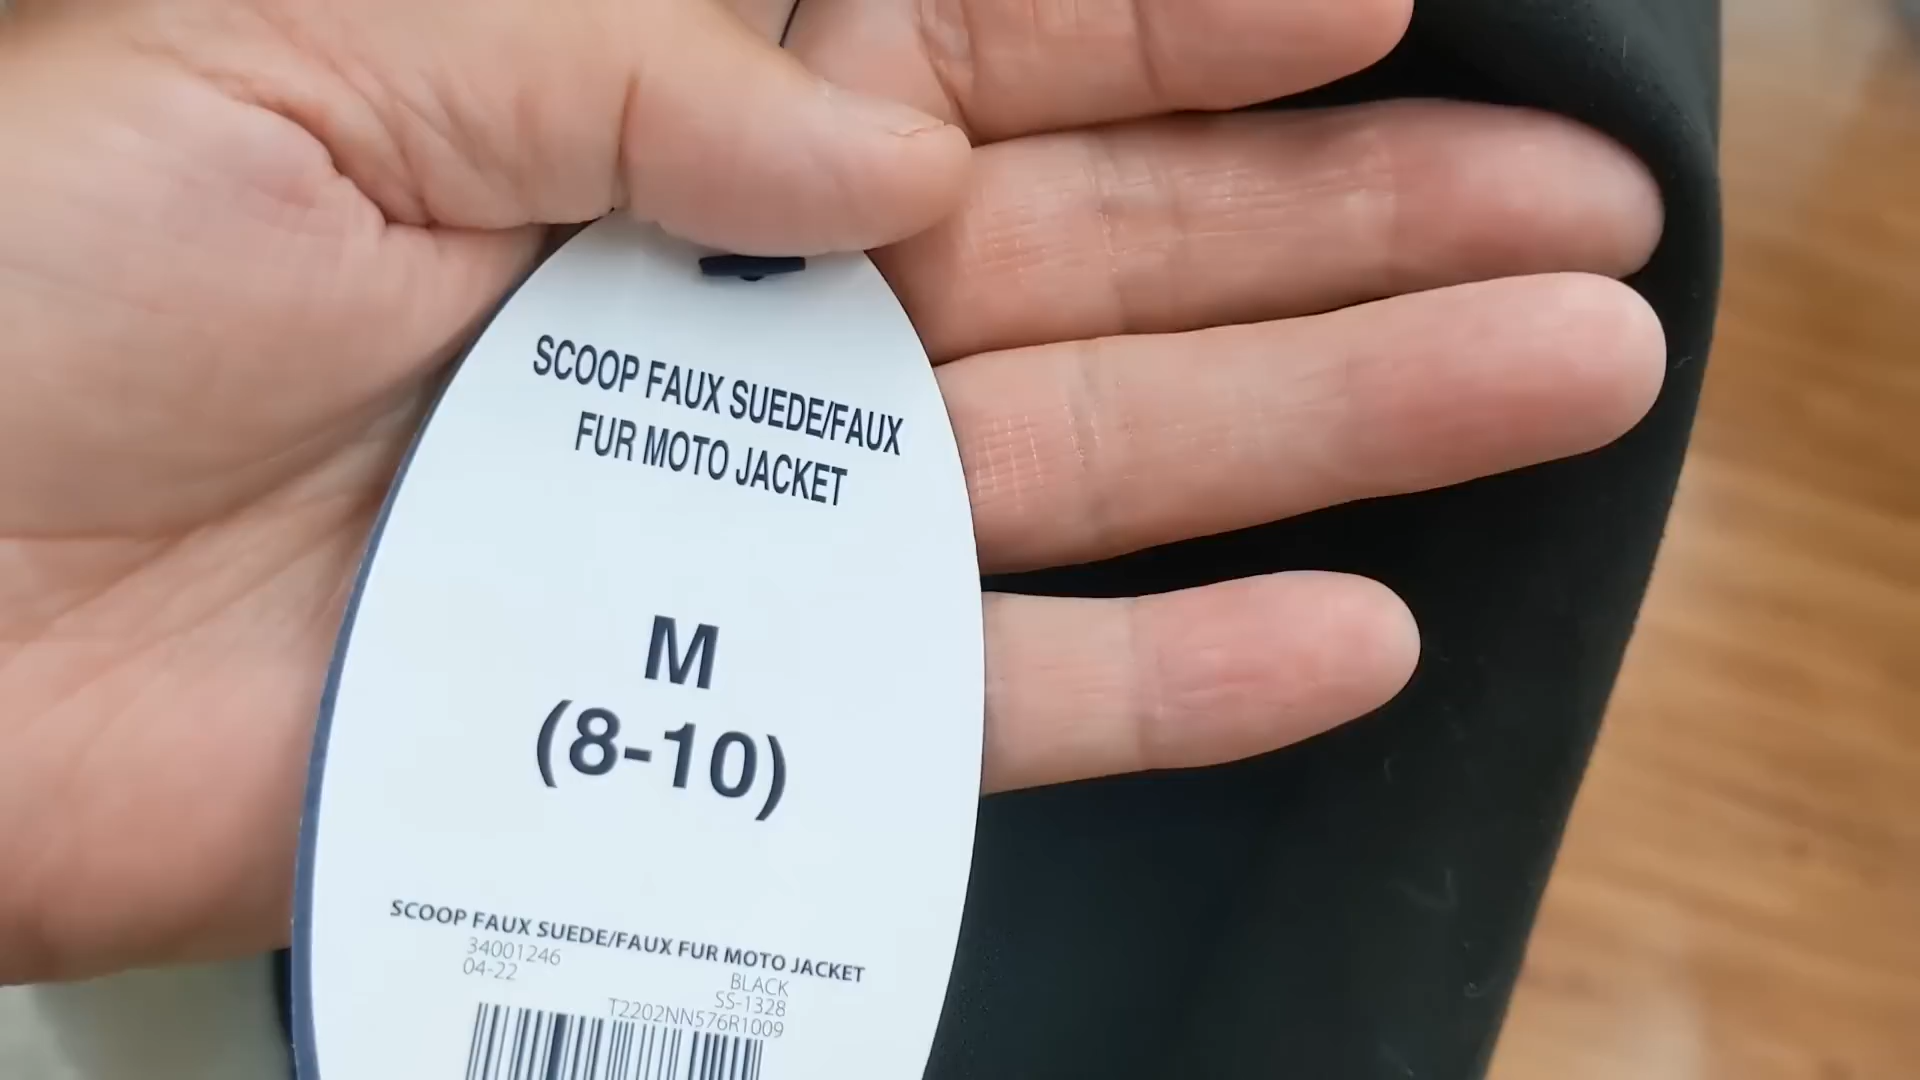 SCOOP FAUX SUEDE/FAUX
FUR MOTO JACKET
M
(8-10)
SCOOP FAUX SUEDE/FAUX FUR MOTO JACKET
34001246
04-22
BLACK
SS-1328
T2202NN576R1009